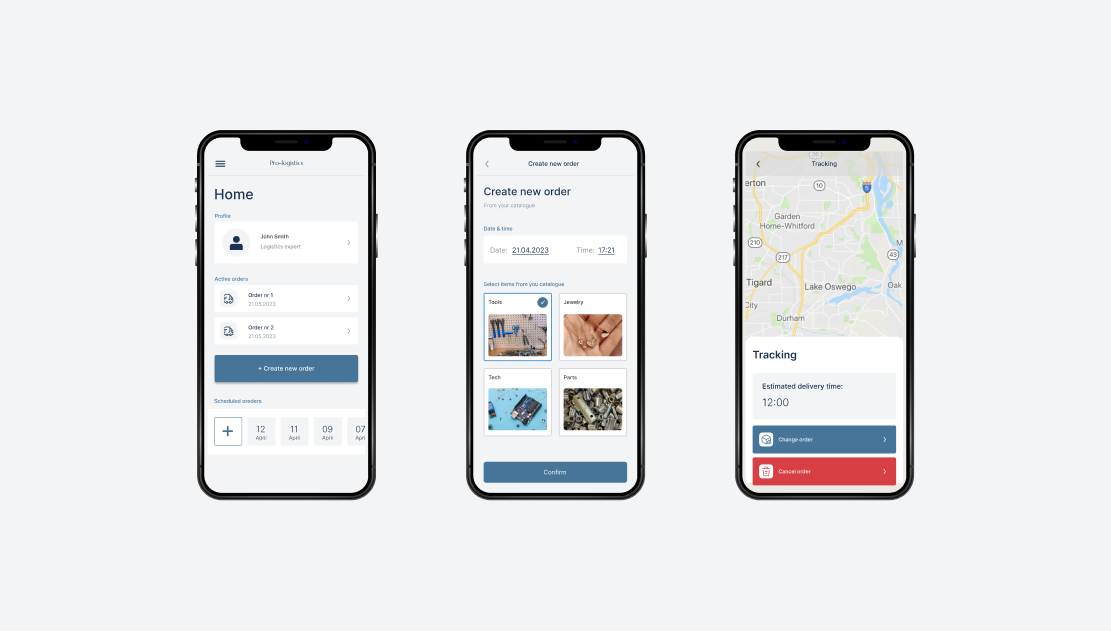 Pro-logistics
Home
Profile
John Smith
Logistics expert
Active orders
Order nr 1
21.05.2023
Order nr 2
21.05.2023
+ Create new order
Scheduled oreders
12
April
11
April
09
April
07
Apri
Create new order
Create new order
From your catalogue
Date & time
Date: 21.04.2023 Time: 17:21
Select items from you catalogue
Tools
Jewelry
Tech
Parts
Confirm
Tracking
26
erton
10
5
Garden
Home-Whitford
210
M
217
43
Tigard
Lake Oswego
Oak
City
Durham
Tracking
Estimated delivery time:
12:00
Change order
Cancel order